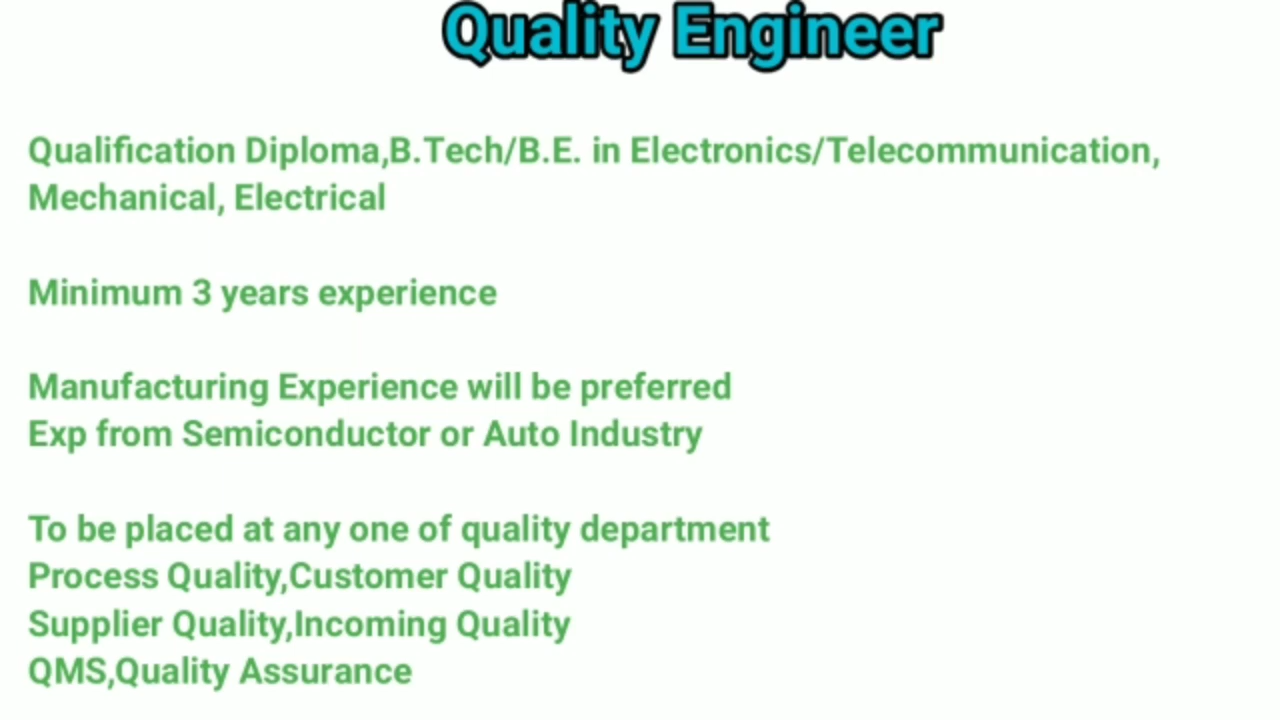 Quality Engineer
Qualification Diploma,B.Tech/B.E. in Electronics/Telecommunication,
Mechanical, Electrical
Minimum 3 years experience
Manufacturing Experience will be preferred
Exp from Semiconductor or Auto Industry
To be placed at any one of quality department
Process Quality,Customer Quality
Supplier Quality,Incoming Quality
QMS,Quality Assurance